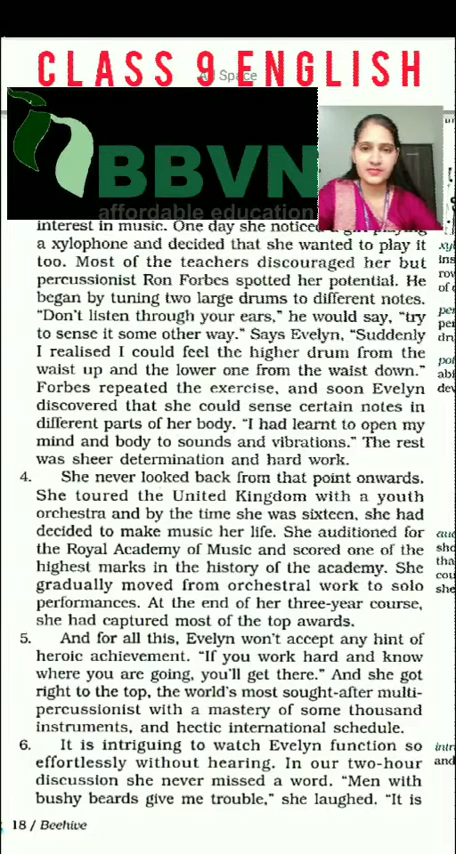 CLASS 9 ENGLISH
Ad Space
BBVN
affordable education
interest in music. One day she noticed a girl playing
a xylophone and decided that she wanted to play it
too. Most of the teachers discouraged her but
percussionist Ron Forbes spotted her potential. He
began by tuning two large drums to different notes.
"Don't listen through your ears," he would say, "try
to sense it some other way." Says Evelyn, "Suddenly
I realised I could feel the higher drum from the
waist up and the lower one from the waist down."
Forbes repeated the exercise, and soon Evelyn
discovered that she could sense certain notes in
different parts of her body. "I had learnt to open my
mind and body to sounds and vibrations." The rest
was sheer determination and hard work.
4. She never looked back from that point onwards.
She toured the United Kingdom with a youth
orchestra and by the time she was sixteen, she had
decided to make music her life. She auditioned for
the Royal Academy of Music and scored one of the
highest marks in the history of the academy. She
gradually moved from orchestral work to solo
performances. At the end of her three-year course,
she had captured most of the top awards.
5. And for all this, Evelyn won't accept any hint of
heroic achievement. "If you work hard and know
where you are going, you'll get there." And she got
right to the top, the world's most sought-after multi-
percussionist with a mastery of some thousand
instruments, and hectic international schedule.
6. It is intriguing to watch Evelyn function so
effortlessly without hearing. In our two-hour
discussion she never missed a word. "Men with
bushy beards give me trouble," she laughed. "It is
18 / Beehive